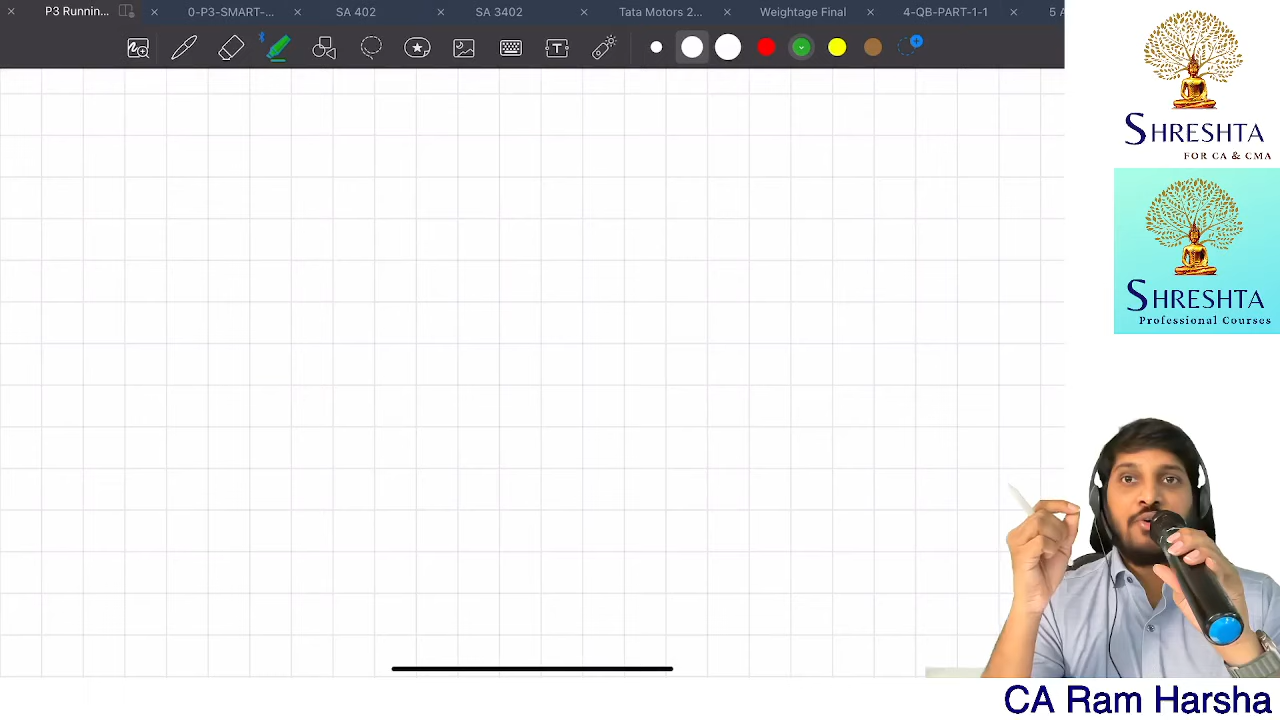 P3 Runnin... 0-P3-SMART-... SA 402 SA 3402 Tata Motors 2... Weightage Final 4-QB-PART-1-1 5 A
T
SHRESHTA
FOR CA & CMA
SHRESHTA
Professional Courses
CA Ram Harsha